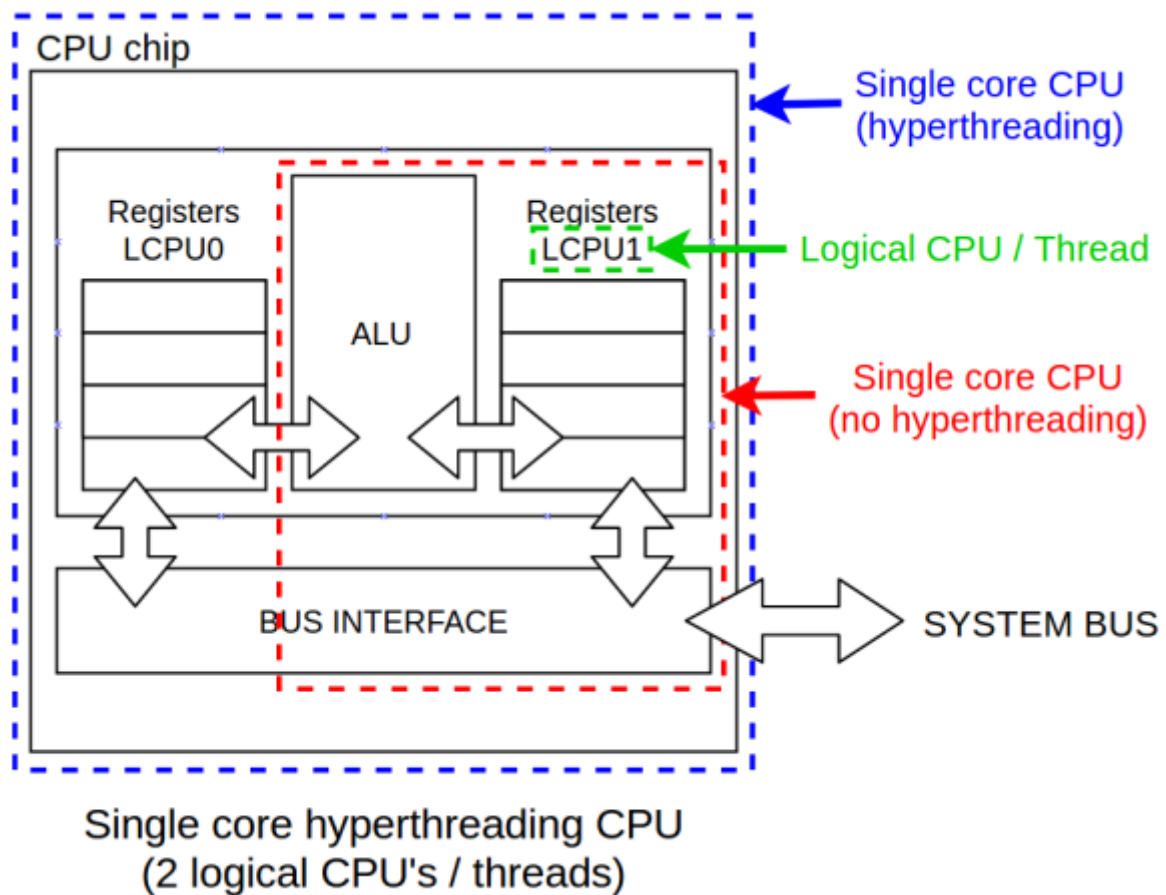 CPU chip
Single core CPU
(hyperthreading)
Registers
LCPU0
ALU
Registers
LCPU1
Logical CPU / Thread
Single core CPU
(no hyperthreading)
BUS INTERFACE
SYSTEM BUS
Single core hyperthreading CPU
(2 logical CPU's / threads)